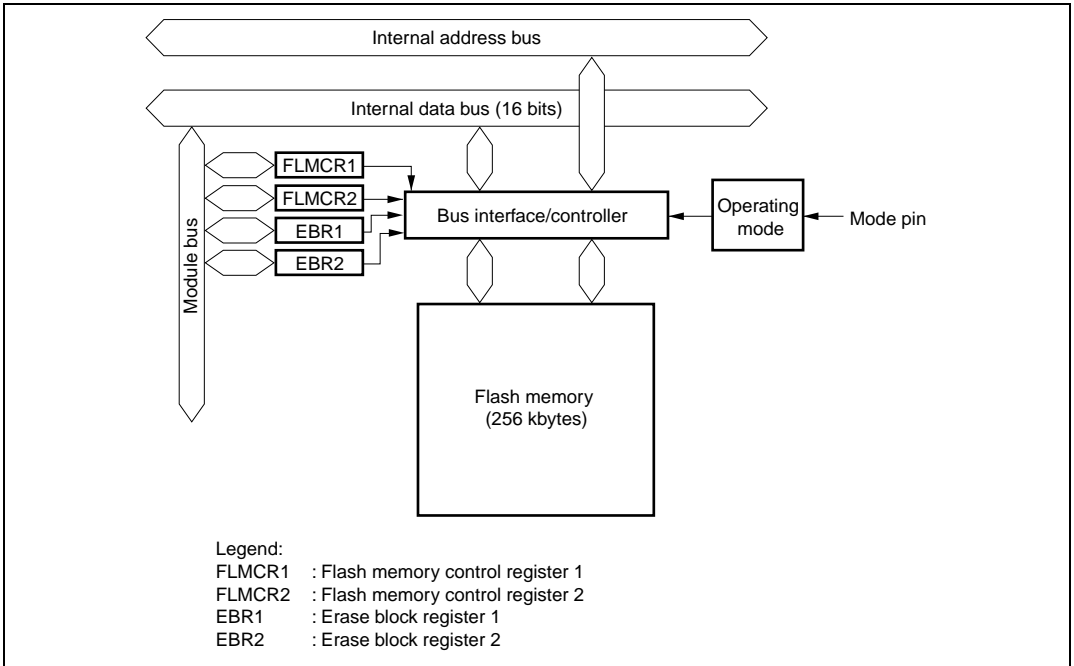 Internal address bus
Internal data bus (16 bits)
Module bus
FLMCR1
FLMCR2
EBR1
EBR2
Bus interface/controller
Operating
mode
Mode pin
Flash memory
(256 kbytes)
Legend:
FLMCR1 : Flash memory control register 1
FLMCR2 : Flash memory control register 2
EBR1 : Erase block register 1
EBR2 : Erase block register 2